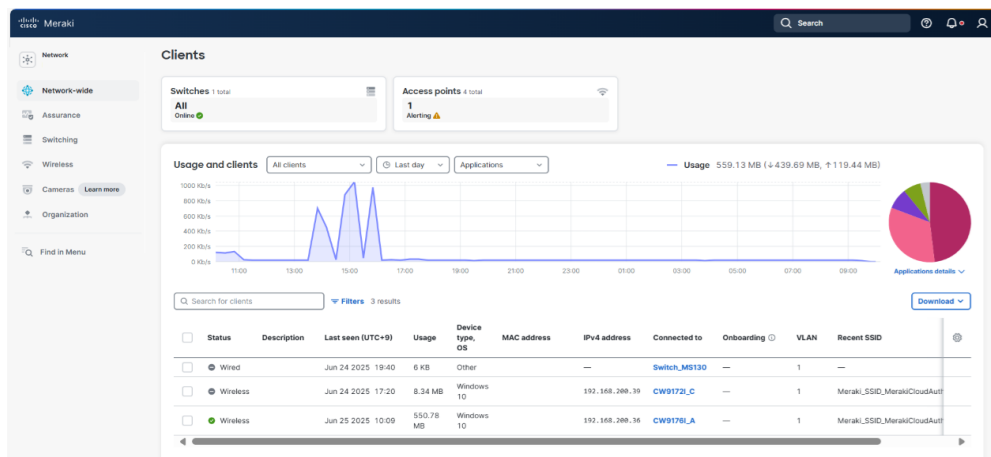 CISCO Meraki
Search
Network
Network-wide
Assurance
Switching
Wireless
Cameras Learn more
Organization
Find in Menu
Clients
Switches 1 total
All
Online
Access points 4 total
1
Alerting
Usage and clients All clients Last day Applications
Usage 559.13 MB (↓439.69 MB, ↑119.44 MB)
1000 Kb/s
800 Kb/s
600 Kb/s
400 Kb/s
200 Kb/s
0 Kb/s
11:00 13:00 15:00 17:00 19:00 21:00 23:00 01:00 03:00 05:00 07:00 09:00
Applications details
Search for clients Filters 3 results Download
Status Description Last seen (UTC+9) Usage Device type, OS MAC address IPv4 address Connected to Onboarding VLAN Recent SSID
Wired Jun 24 2025 19:40 6 KB Other — Switch_MS130 — 1 —
Wireless Jun 24 2025 17:20 8.34 MB Windows 10 192.168.200.39 CW9172I_C — 1 Meraki_SSID_MerakiCloudAuth
Wireless Jun 25 2025 10:09 550.78 MB Windows 10 192.168.200.36 CW9176I_A — 1 Meraki_SSID_MerakiCloudAuth